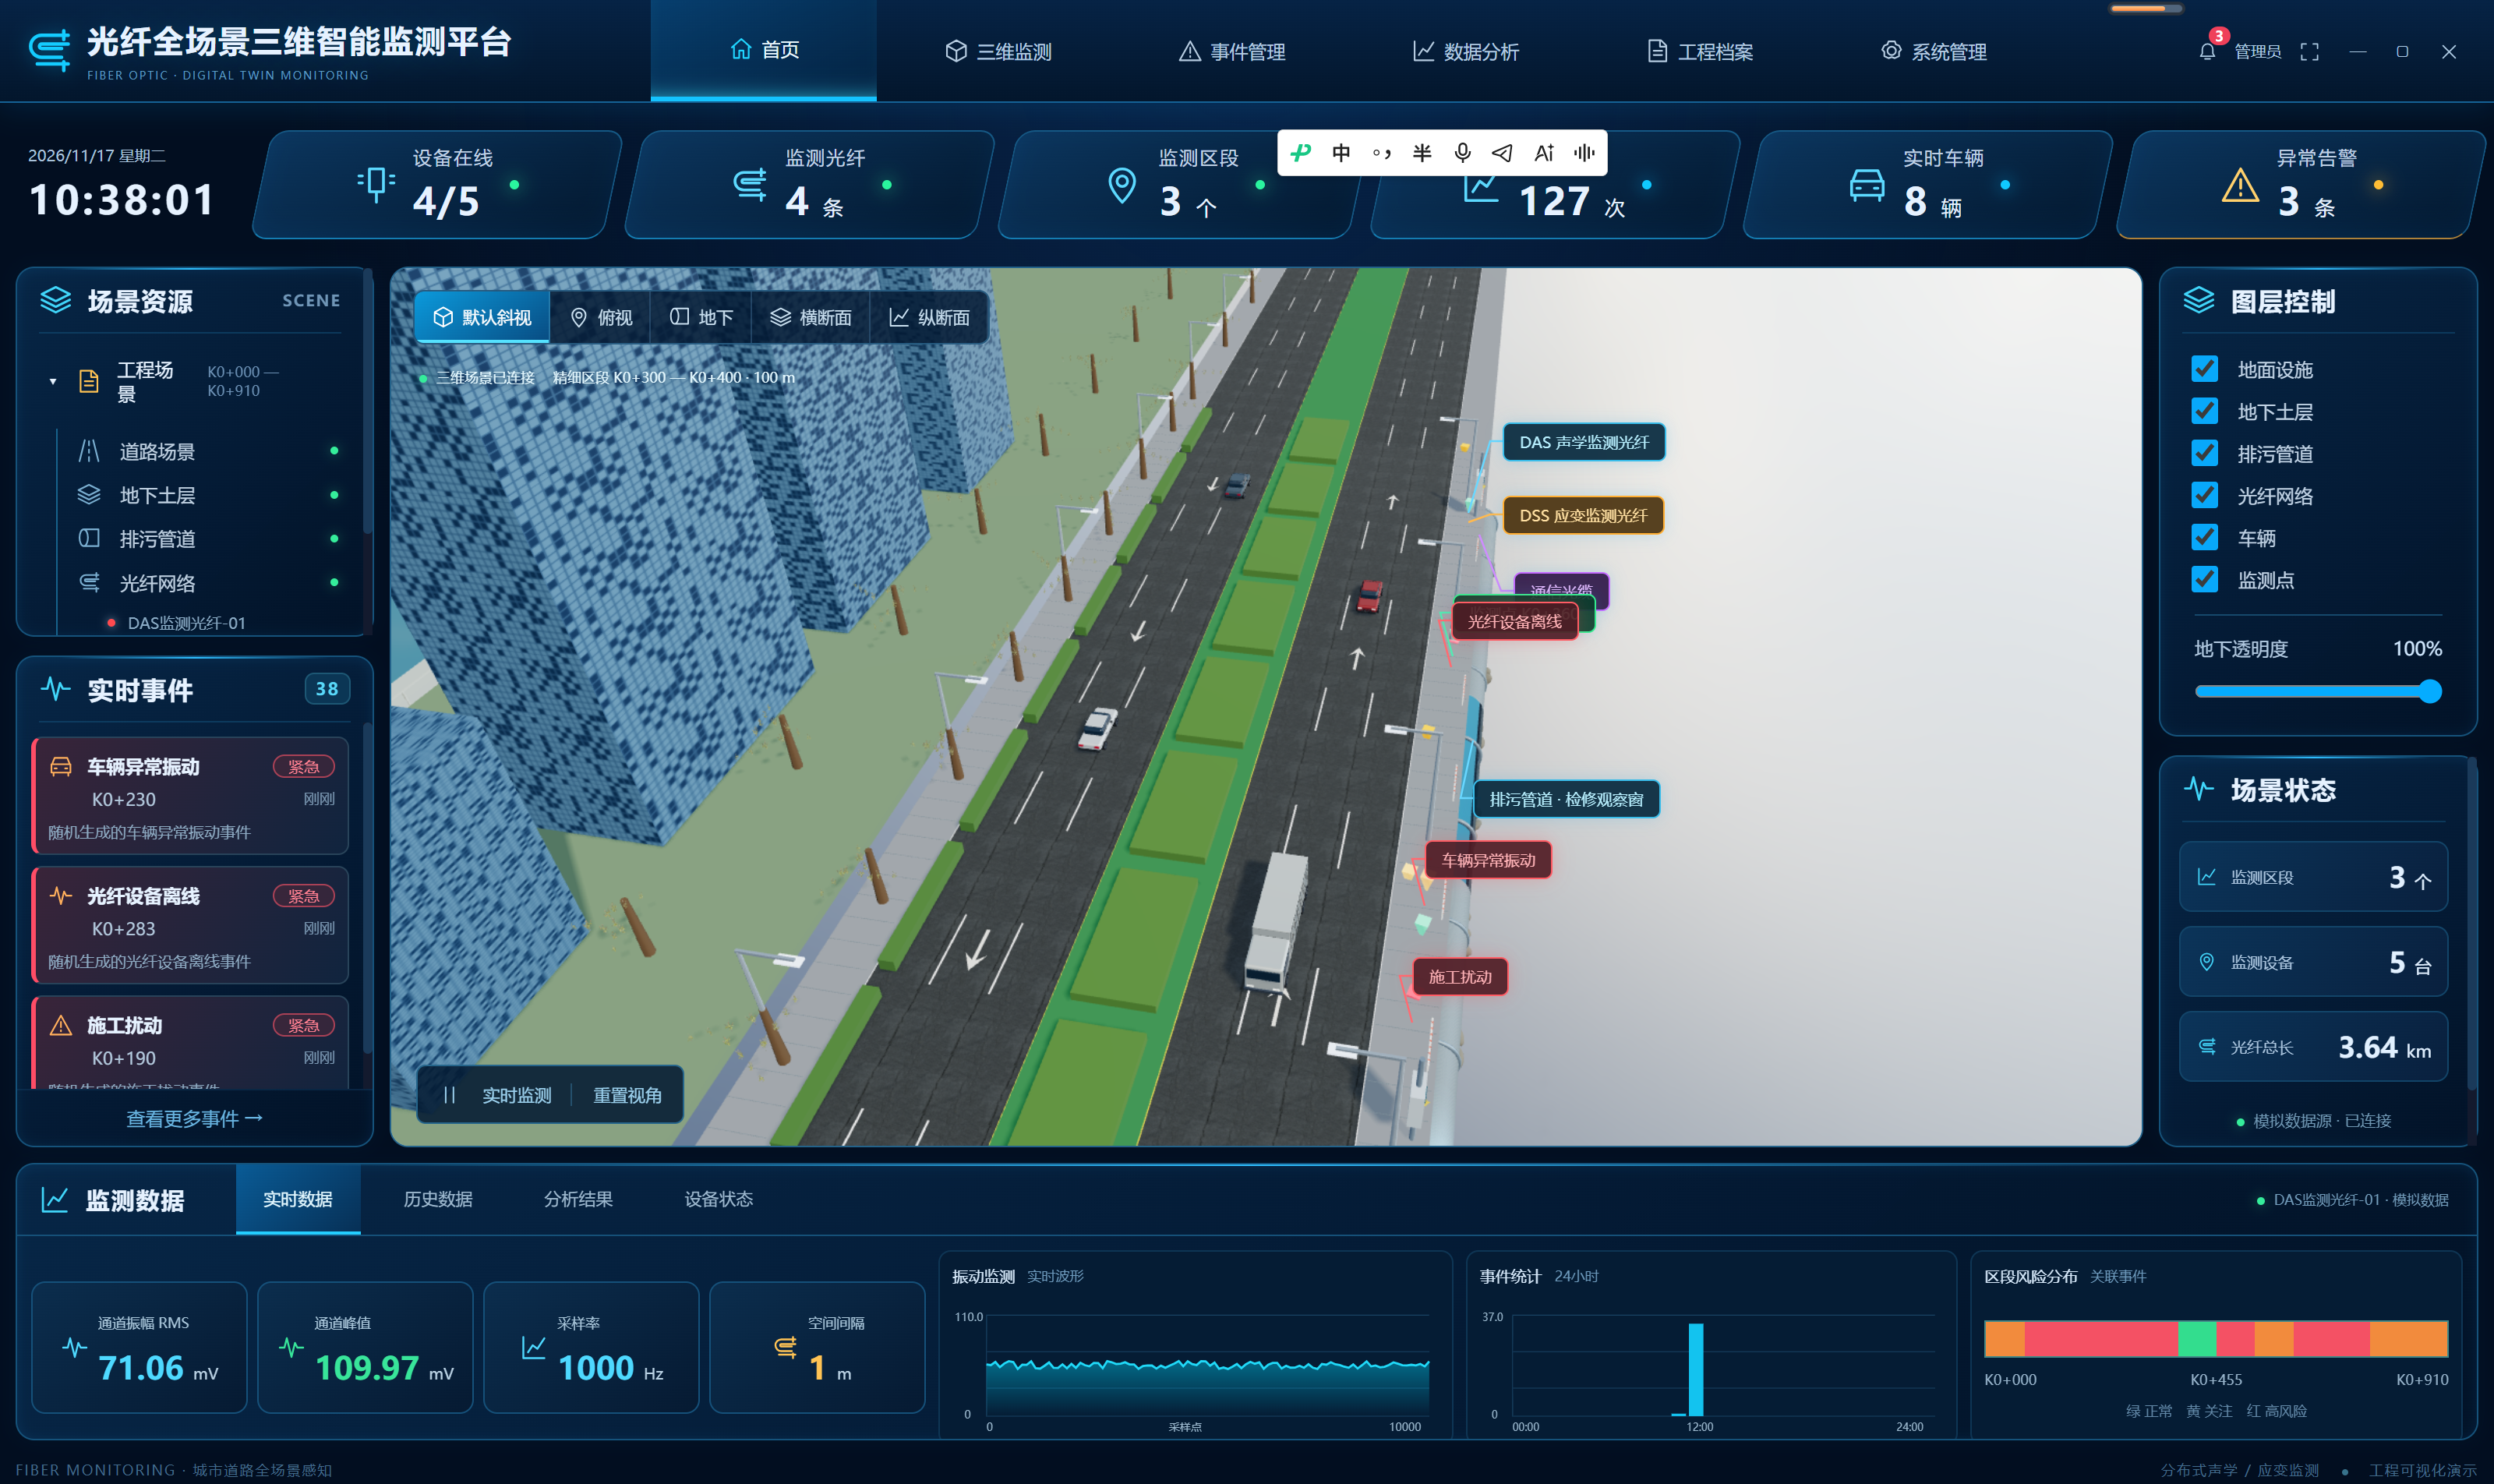 光纤全场景三维智能监测平台
FIBER OPTIC · DIGITAL TWIN MONITORING
首页
三维监测
事件管理
数据分析
工程档案
系统管理
3
管理员
2026/11/17 星期二
10:38:01
设备在线
4/5
监测光纤
4 条
监测区段
3 个
中
半
127 次
实时车辆
8 辆
异常告警
3 条
场景资源
SCENE
工程场景
K0+000 — K0+910
道路场景
地下土层
排污管道
光纤网络
DAS监测光纤-01
实时事件
38
车辆异常振动
紧急
K0+230
刚刚
随机生成的车辆异常振动事件
光纤设备离线
紧急
K0+283
刚刚
随机生成的光纤设备离线事件
施工扰动
紧急
K0+190
刚刚
查看更多事件 →
默认斜视
俯视
地下
横断面
纵断面
三维场景已连接
精细区段 K0+300 — K0+400 · 100 m
DAS 声学监测光纤
DSS 应变监测光纤
通信光缆
光纤设备离线
排污管道 · 检修观察窗
车辆异常振动
施工扰动
实时监测
重置视角
图层控制
地面设施
地下土层
排污管道
光纤网络
车辆
监测点
地下透明度
100%
场景状态
监测区段
3 个
监测设备
5 台
光纤总长
3.64 km
模拟数据源 · 已连接
监测数据
实时数据
历史数据
分析结果
设备状态
DAS监测光纤-01 · 模拟数据
通道振幅 RMS
71.06 mV
通道峰值
109.97 mV
采样率
1000 Hz
空间间隔
1 m
振动监测 实时波形
110.0
0
0
采样点
10000
事件统计 24小时
37.0
0
00:00
12:00
24:00
区段风险分布 关联事件
K0+000
K0+455
K0+910
绿 正常 黄 关注 红 高风险
FIBER MONITORING · 城市道路全场景感知
分布式声学 / 应变监测 ● 工程可视化演示